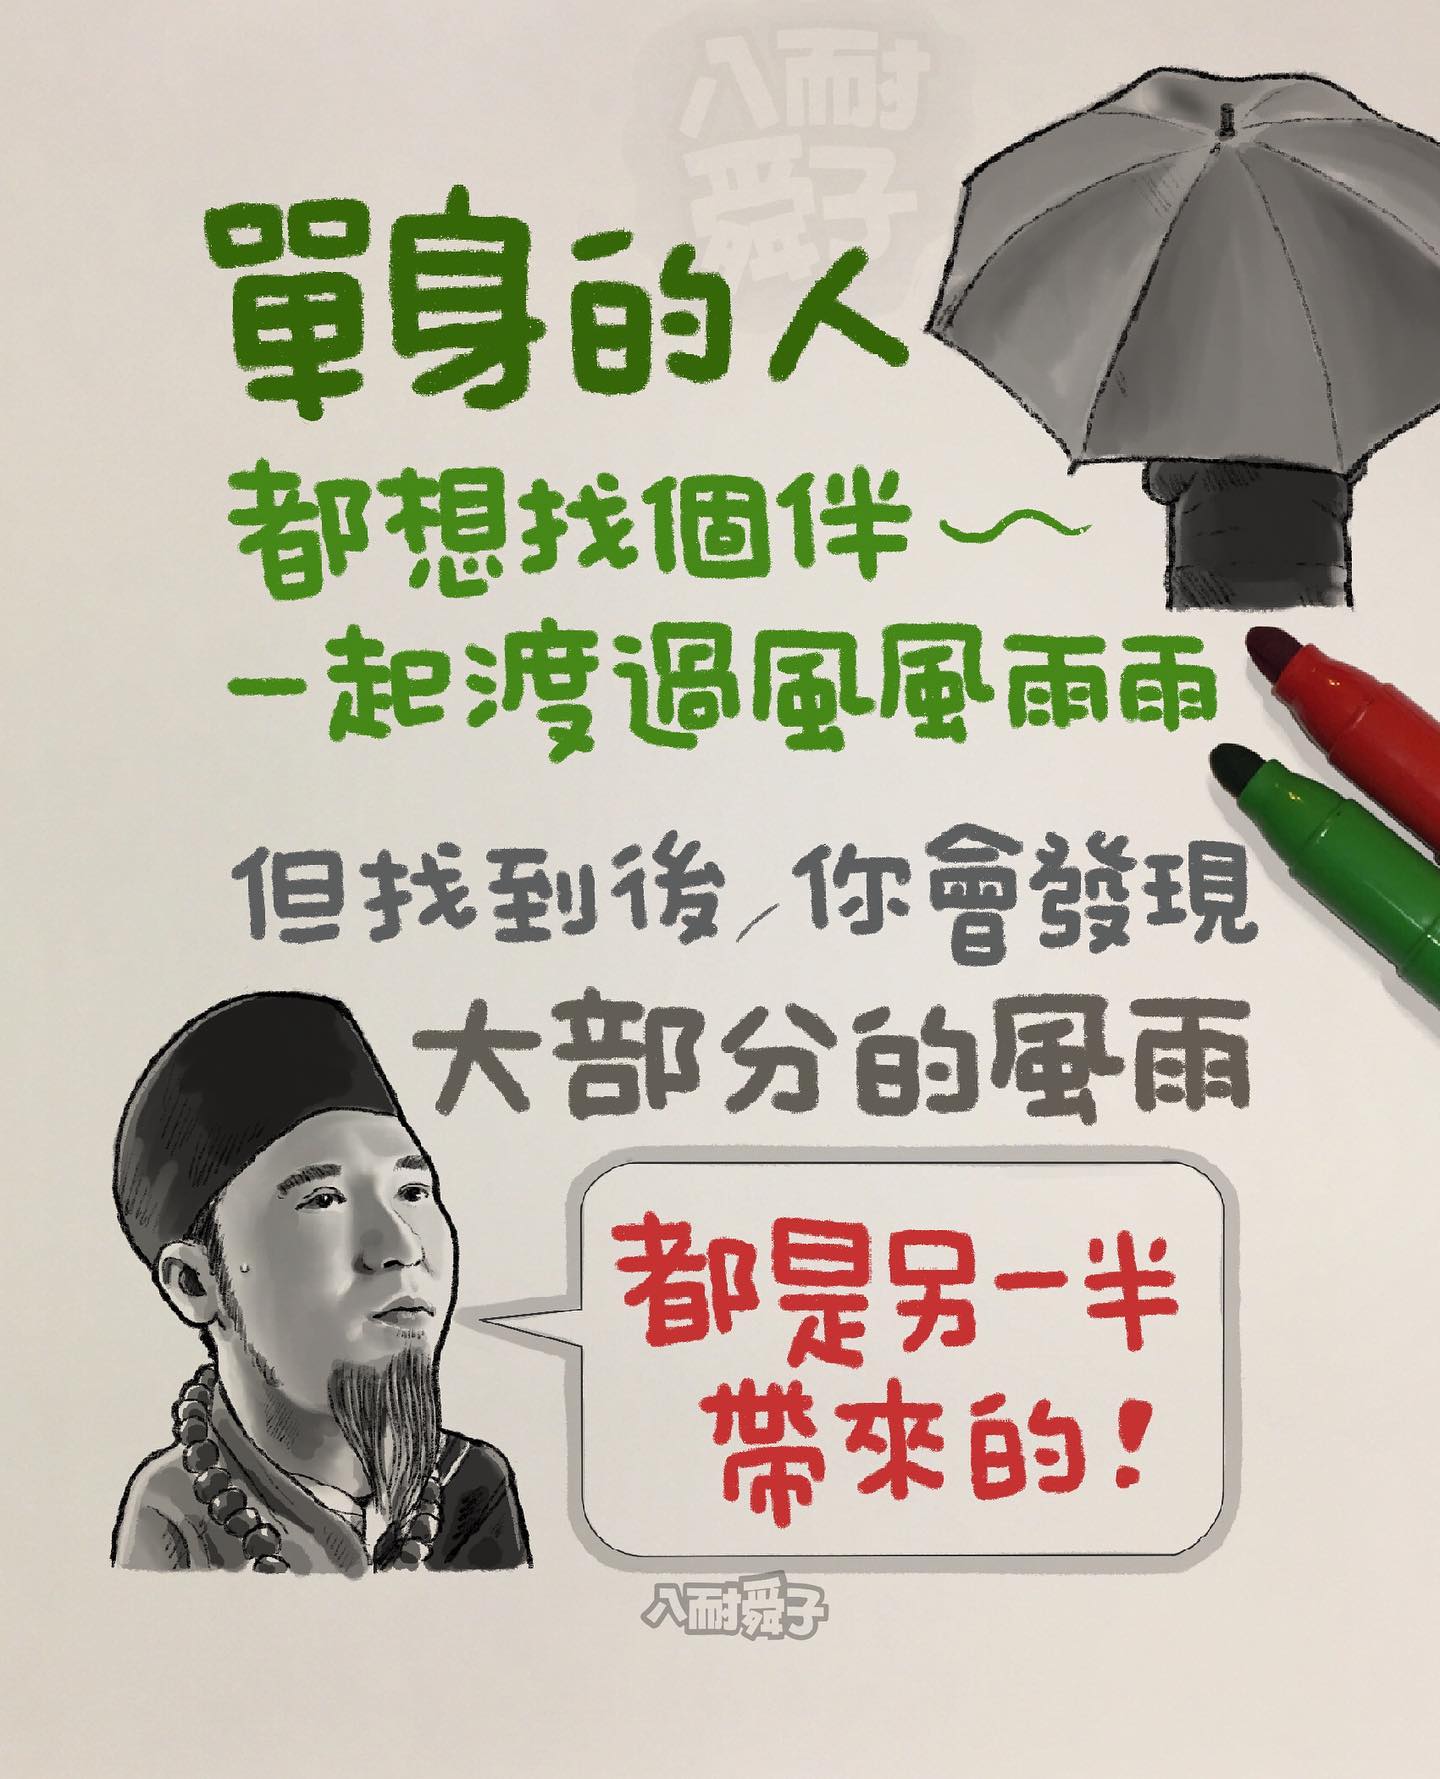 八耐
舜子
單身的人
都想找個伴～
一起渡過風風雨雨
但找到後，你會發現
大部分的風雨
都是另一半
帶來的！
八耐舜子